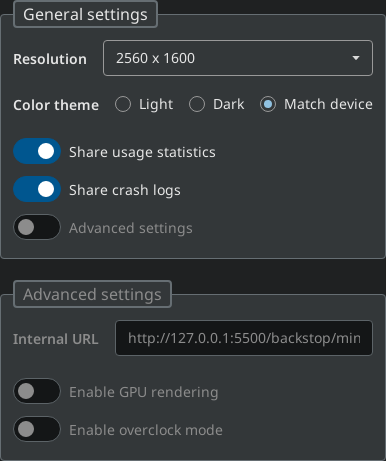 General settings
Resolution 2560 x 1600
Color theme Light Dark Match device
Share usage statistics
Share crash logs
Advanced settings
Advanced settings
Internal URL http://127.0.0.1:5500/backstop/min
Enable GPU rendering
Enable overclock mode